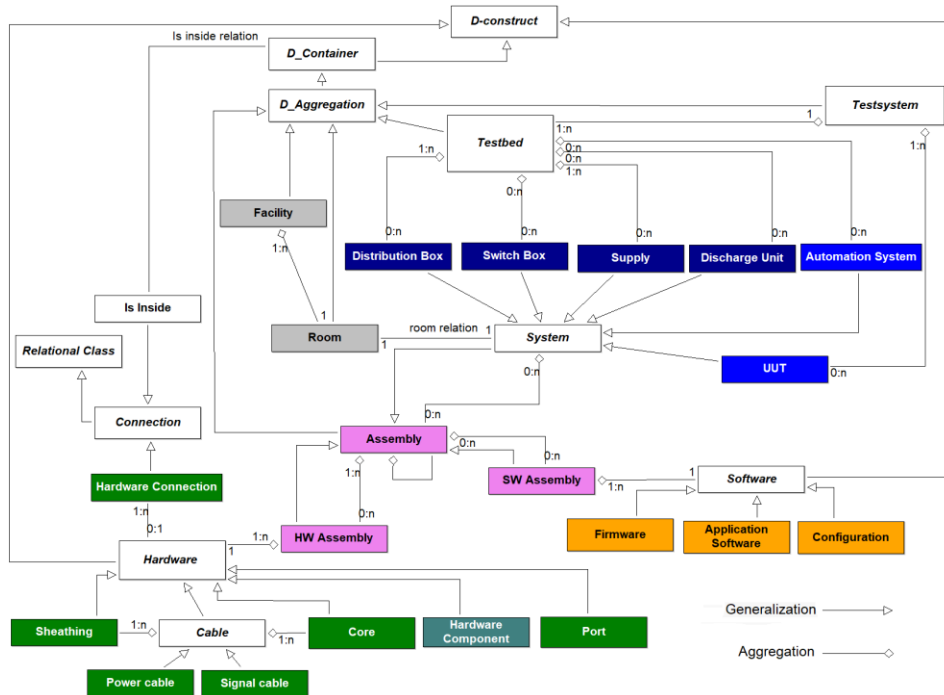 D-construct
Is inside relation
D_Container
D_Aggregation
Testsystem
1:n
1
1:n
1:n
Testbed
1:n
0:n
0:n
1:n
0:n
Facility
1:n
0:n
0:n
0:n
0:n
0:n
Distribution Box
Switch Box
Supply
Discharge Unit
Automation System
Is Inside
1
room relation
1
Room
1
System
Relational Class
0:n
UUT
0:n
Connection
0:n
Assembly
0:n
0:n
1:n
0:n
SW Assembly
1
Software
Hardware Connection
1:n
1:n
0:n
0:1
1:n
HW Assembly
Firmware
Application
Software
Configuration
Hardware
1
Generalization
Sheathing
1:n
Cable
1:n
Core
Hardware
Component
Port
Aggregation
Power cable
Signal cable